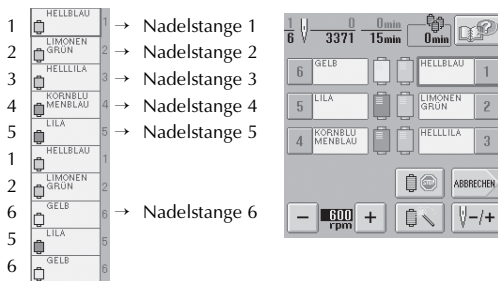 1 HELLBLAU 1 → Nadelstange 1
2 LIMONEN GRÜN 2 → Nadelstange 2
3 HELLLILA 3 → Nadelstange 3
4 KORNBLU MENBLAU 4 → Nadelstange 4
5 LILA 5 → Nadelstange 5
1 HELLBLAU 1
2 LIMONEN GRÜN 2
6 GELB 6 → Nadelstange 6
5 LILA 5
6 GELB 6
1 0 0min
6 3371 15min 0min
6 GELB HELLBLAU 1
5 LILA LIMONEN GRÜN 2
4 KORNBLU MENBLAU HELLLILA 3
STOP ABBRECHEN
− 600 rpm + −/+